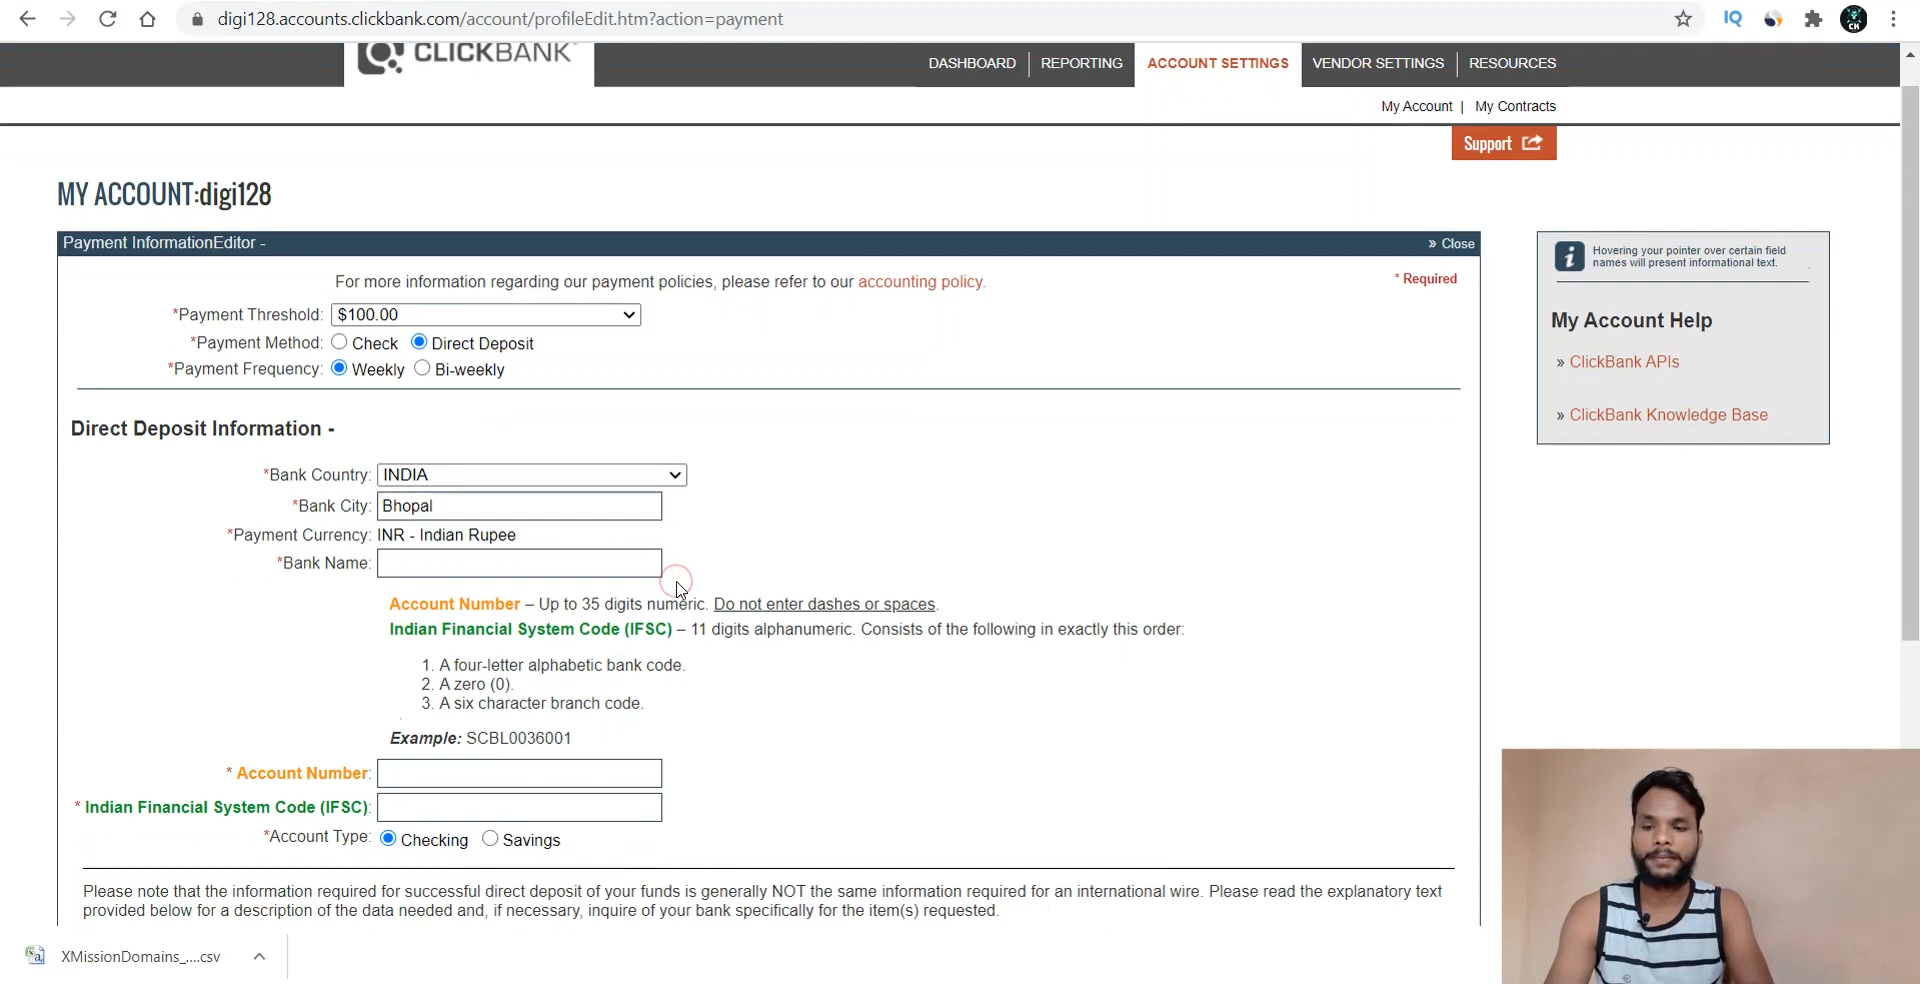 digi128.accounts.clickbank.com/account/profileEdit.htm?action=payment
IQ
CLICKBANK
DASHBOARD
REPORTING
ACCOUNT SETTINGS
VENDOR SETTINGS
RESOURCES
My Account | My Contracts
Support
MY ACCOUNT:digi128
Payment InformationEditor -
» Close
For more information regarding our payment policies, please refer to our accounting policy.
* Required
*Payment Threshold: $100.00
*Payment Method: Check Direct Deposit
*Payment Frequency: Weekly Bi-weekly
Direct Deposit Information -
*Bank Country: INDIA
*Bank City: Bhopal
*Payment Currency: INR - Indian Rupee
*Bank Name:
Account Number – Up to 35 digits numeric. Do not enter dashes or spaces.
Indian Financial System Code (IFSC) – 11 digits alphanumeric. Consists of the following in exactly this order:
1. A four-letter alphabetic bank code.
2. A zero (0).
3. A six character branch code.
Example: SCBL0036001
* Account Number:
* Indian Financial System Code (IFSC):
*Account Type: Checking Savings
Please note that the information required for successful direct deposit of your funds is generally NOT the same information required for an international wire. Please read the explanatory text
provided below for a description of the data needed and, if necessary, inquire of your bank specifically for the item(s) requested.
Hovering your pointer over certain field
names will present informational text.
My Account Help
» ClickBank APIs
» ClickBank Knowledge Base
XMissionDomains_....csv